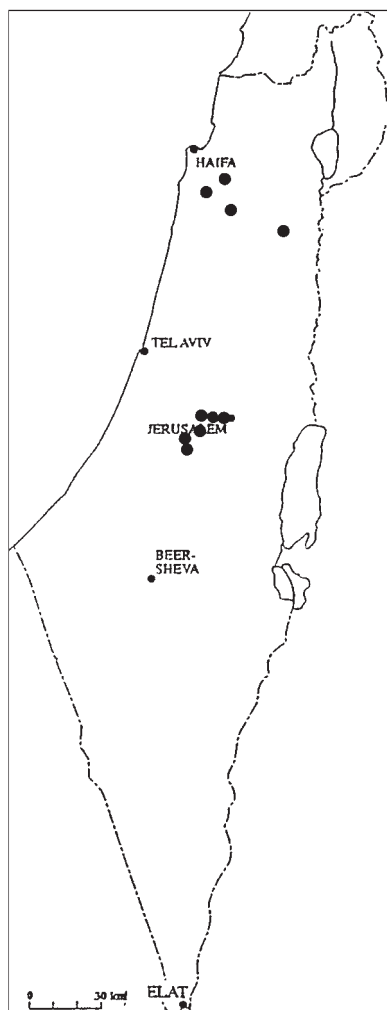 HAIFA
TEL AVIV
JERUSALEM
BEER-
SHEVA
ELAT
0 30 km